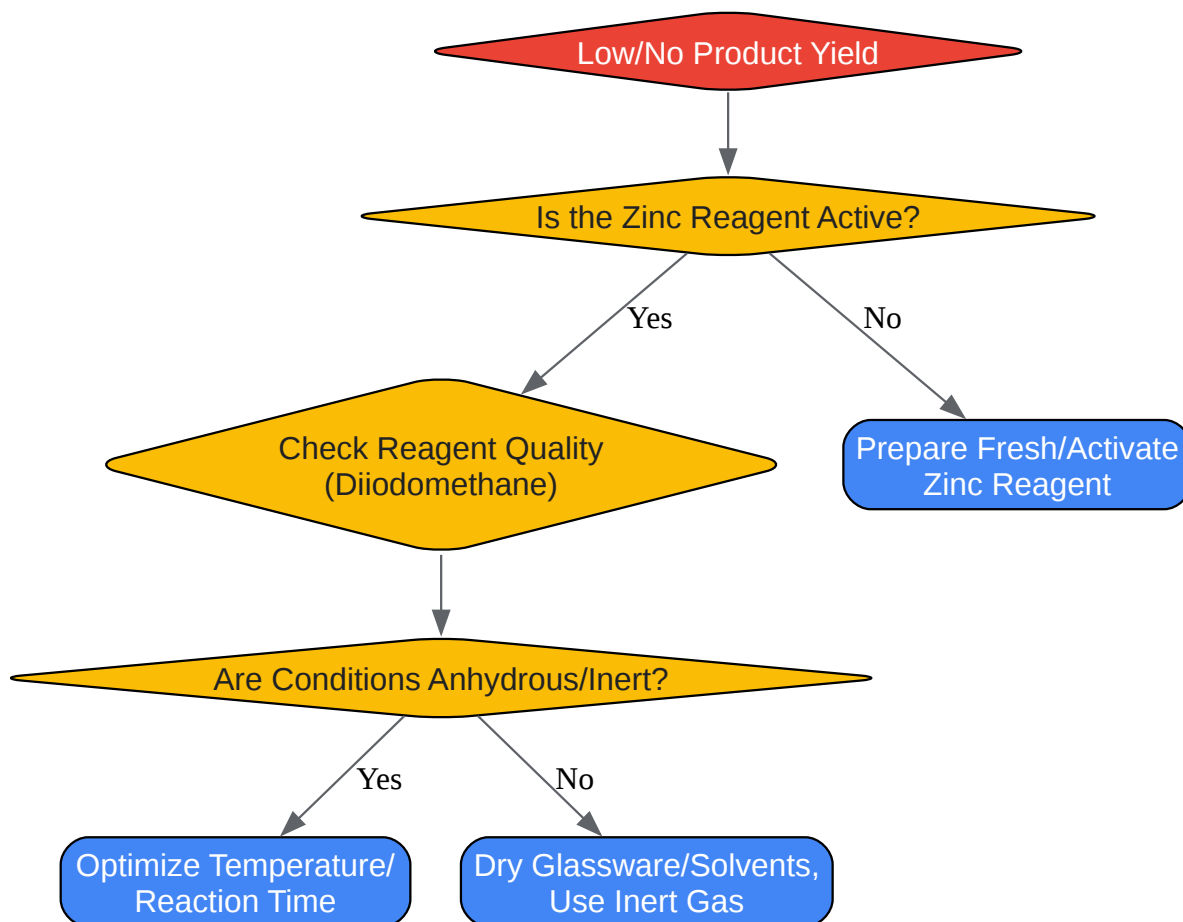 Low/No Product Yield
Is the Zinc Reagent Active?
Yes
No
Check Reagent Quality
(Diiodomethane)
Prepare Fresh/Activate
Zinc Reagent
Are Conditions Anhydrous/Inert?
Yes
No
Optimize Temperature/
Reaction Time
Dry Glassware/Solvents,
Use Inert Gas